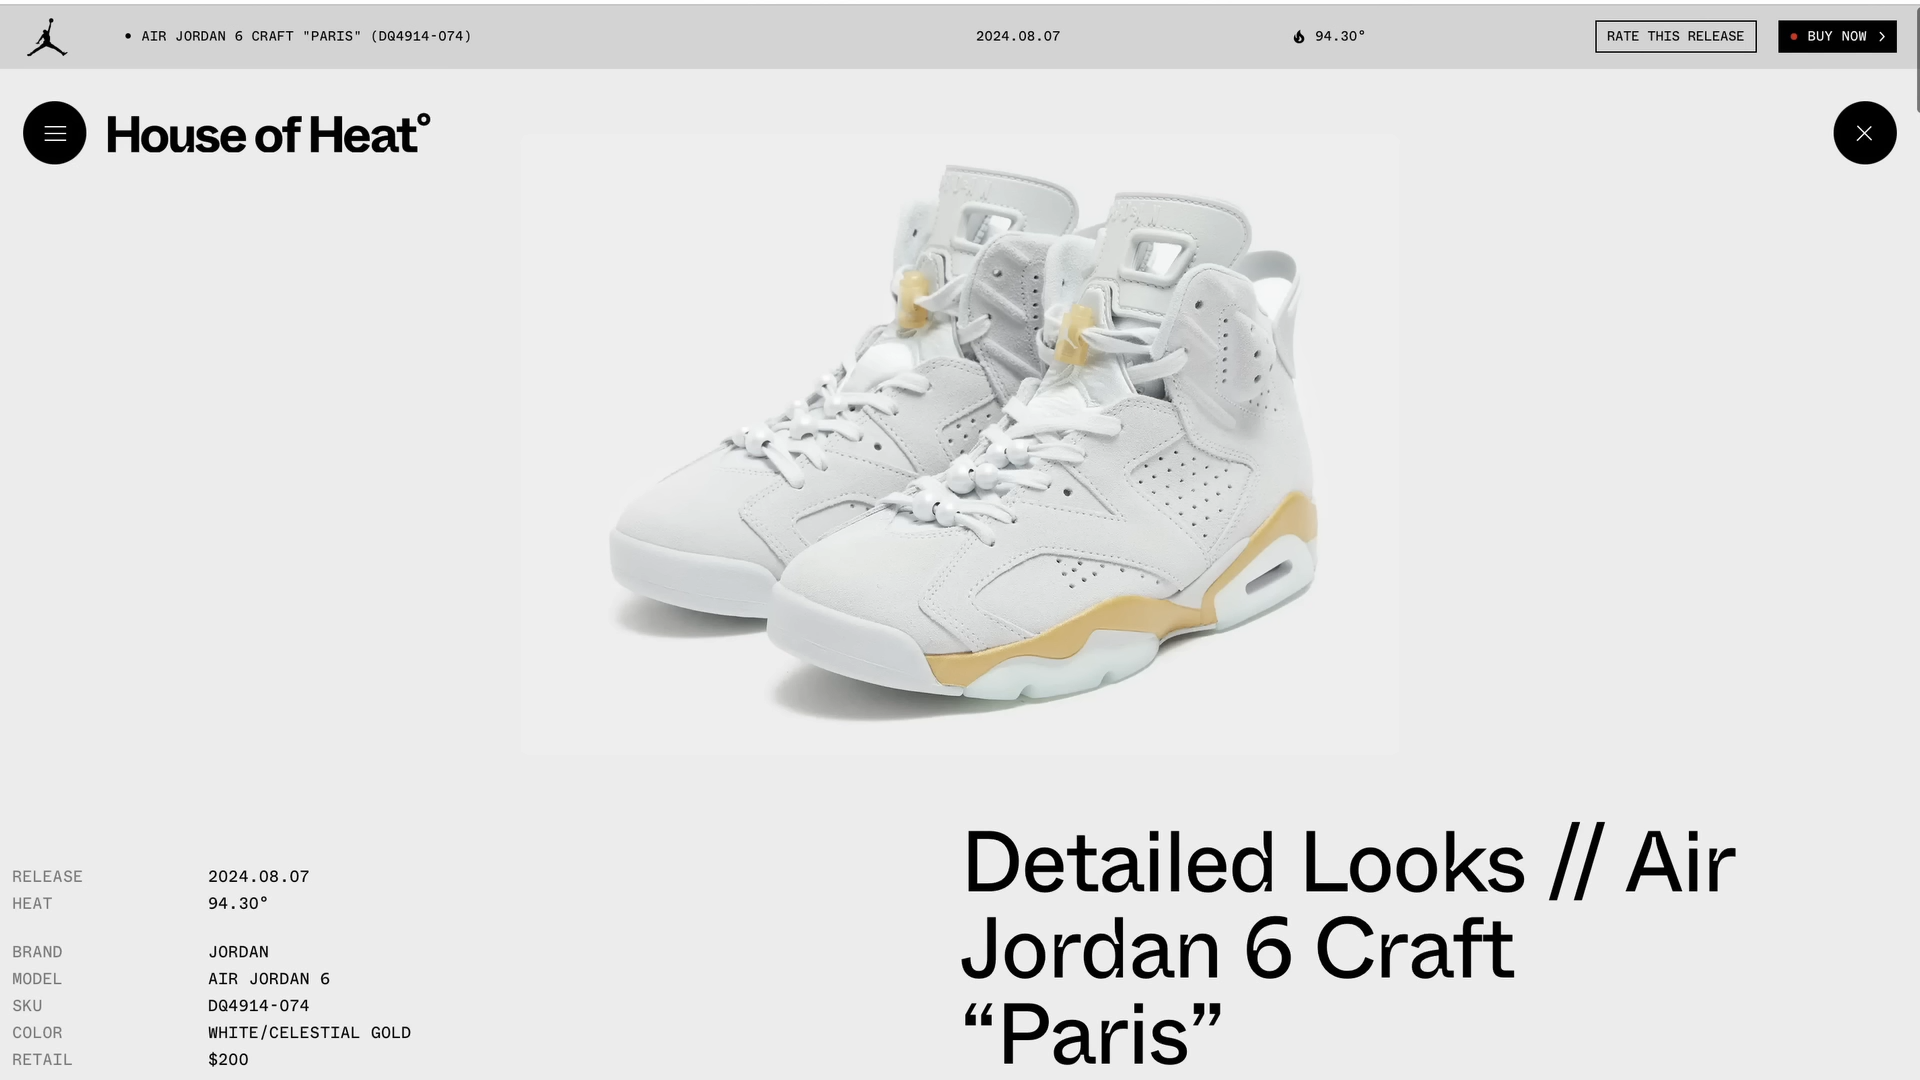 AIR JORDAN 6 CRAFT "PARIS" (DQ4914-074)
2024.08.07
94.30°
RATE THIS RELEASE
BUY NOW
House of Heat°
RELEASE 2024.08.07
HEAT 94.30°
BRAND JORDAN
MODEL AIR JORDAN 6
SKU DQ4914-074
COLOR WHITE/CELESTIAL GOLD
RETAIL $200
Detailed Looks // Air
Jordan 6 Craft
“Paris”